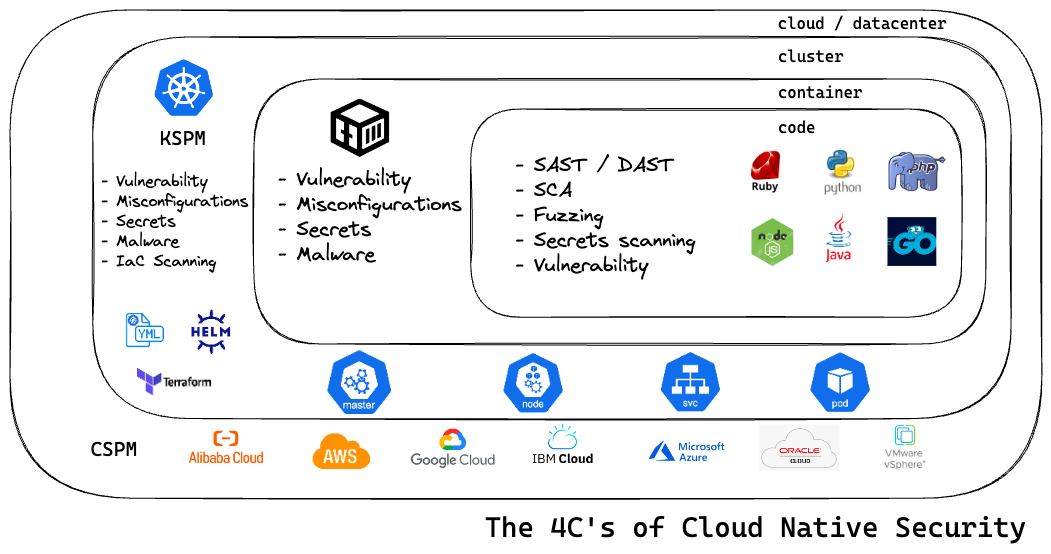 cloud / datacenter
cluster
container
code
KSPM
- Vulnerability
- Misconfigurations
- Secrets
- Malware
- IaC Scanning
YML
HELM
Terraform
- Vulnerability
- Misconfigurations
- Secrets
- Malware
- SAST / DAST
- SCA
- Fuzzing
- Secrets scanning
- Vulnerability
Ruby
python
php
node
JS
Java
GO
master
node
svc
pod
CSPM
Alibaba Cloud
AWS
Google Cloud
IBM Cloud
Microsoft
Azure
ORACLE
CLOUD
VMware
vSphere
The 4C's of Cloud Native Security